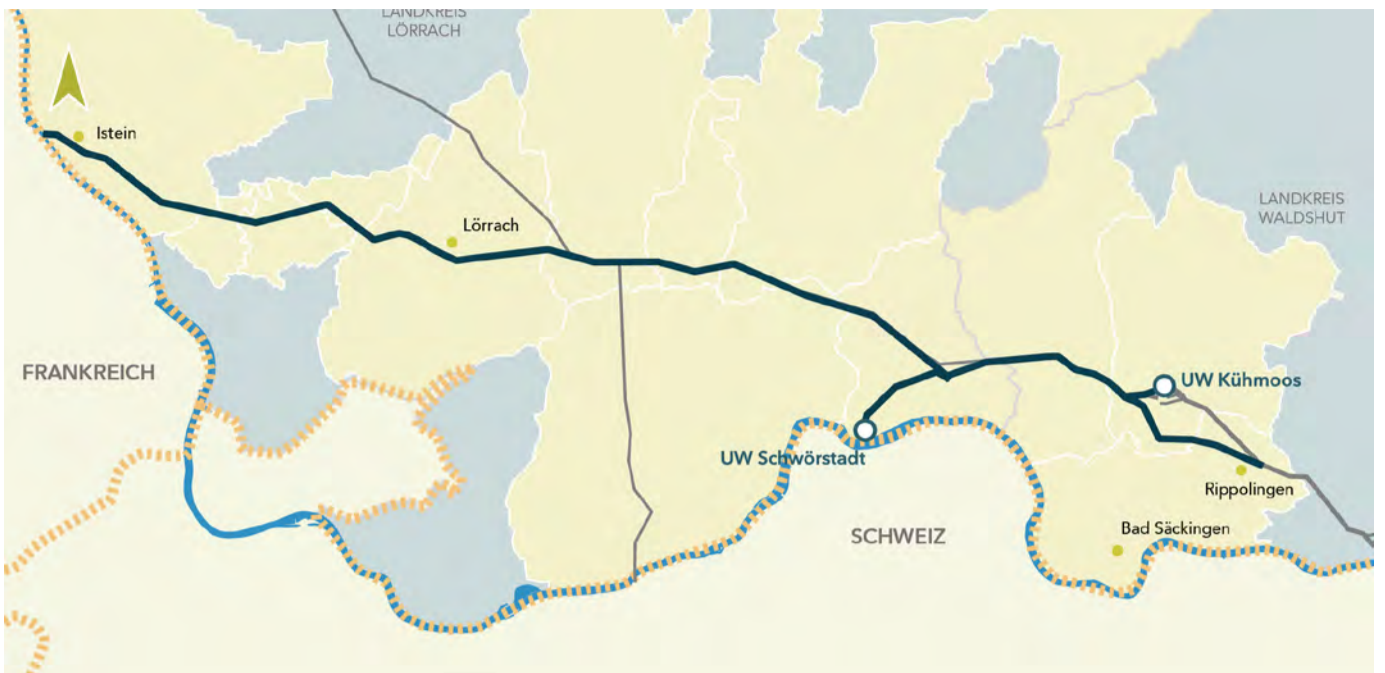 LANDKREIS
LÖRRACH
Istein
LANDKREIS
WALDSHUT
Lörrach
FRANKREICH
UW Kühmoos
UW Schwörstadt
Rippolingen
SCHWEIZ
Bad Säckingen